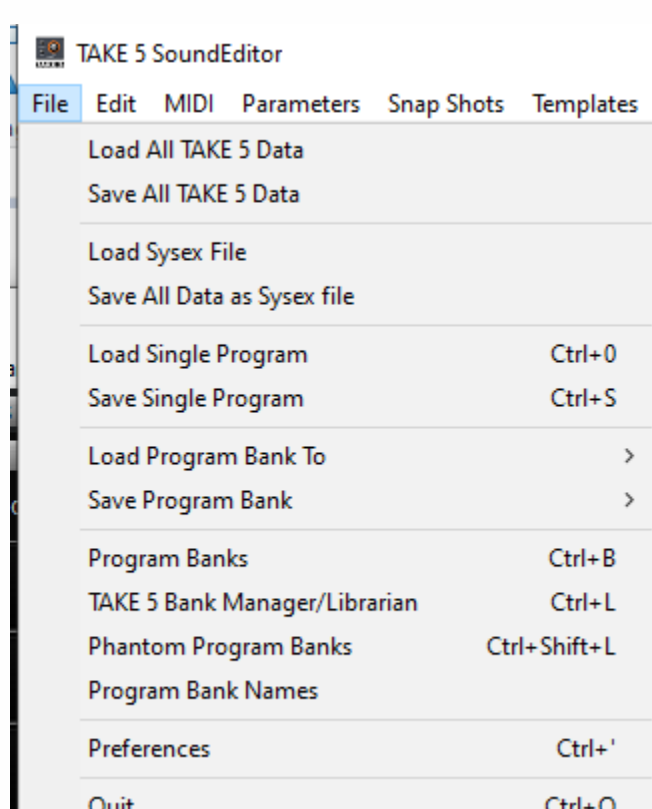 TAKE 5 SoundEditor
File Edit MIDI Parameters Snap Shots Templates
Load All TAKE 5 Data
Save All TAKE 5 Data
Load Sysex File
Save All Data as Sysex file
Load Single Program Ctrl+0
Save Single Program Ctrl+S
Load Program Bank To >
Save Program Bank >
Program Banks Ctrl+B
TAKE 5 Bank Manager/Librarian Ctrl+L
Phantom Program Banks Ctrl+Shift+L
Program Bank Names
Preferences Ctrl+'
Quit Ctrl+Q